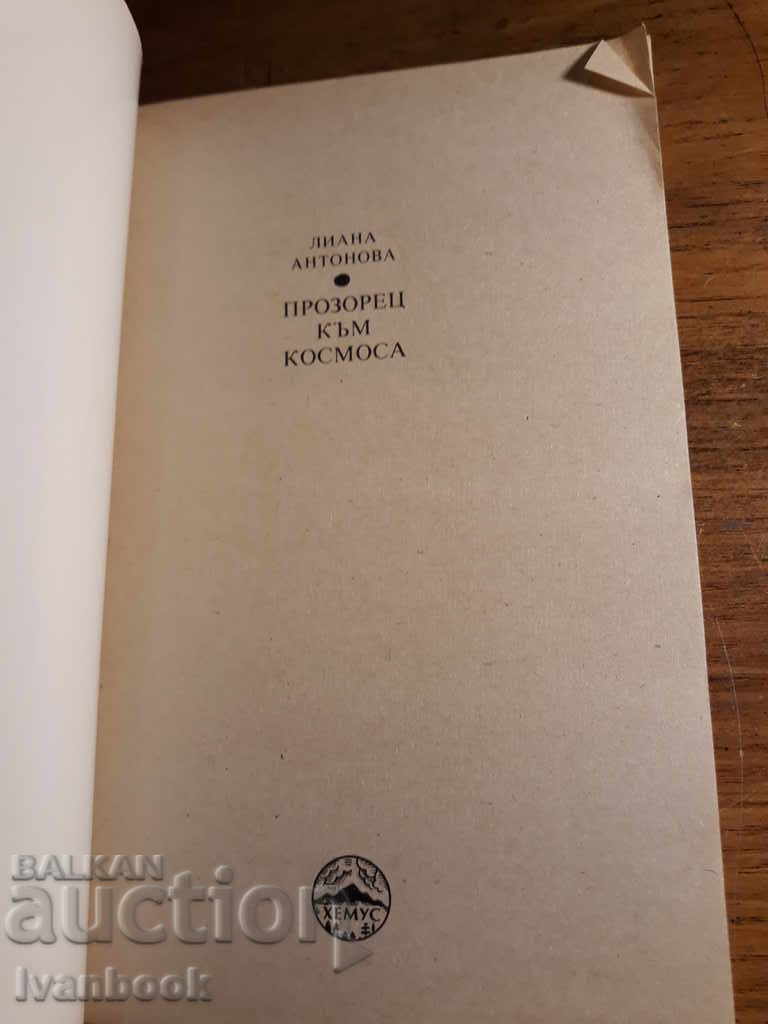 ЛИАНА
АНТОНОВА
ПРОЗОРЕЦ
КЪМ
КОСМОСА
ХЕМУС
BALKAN
auction
Ivanbook